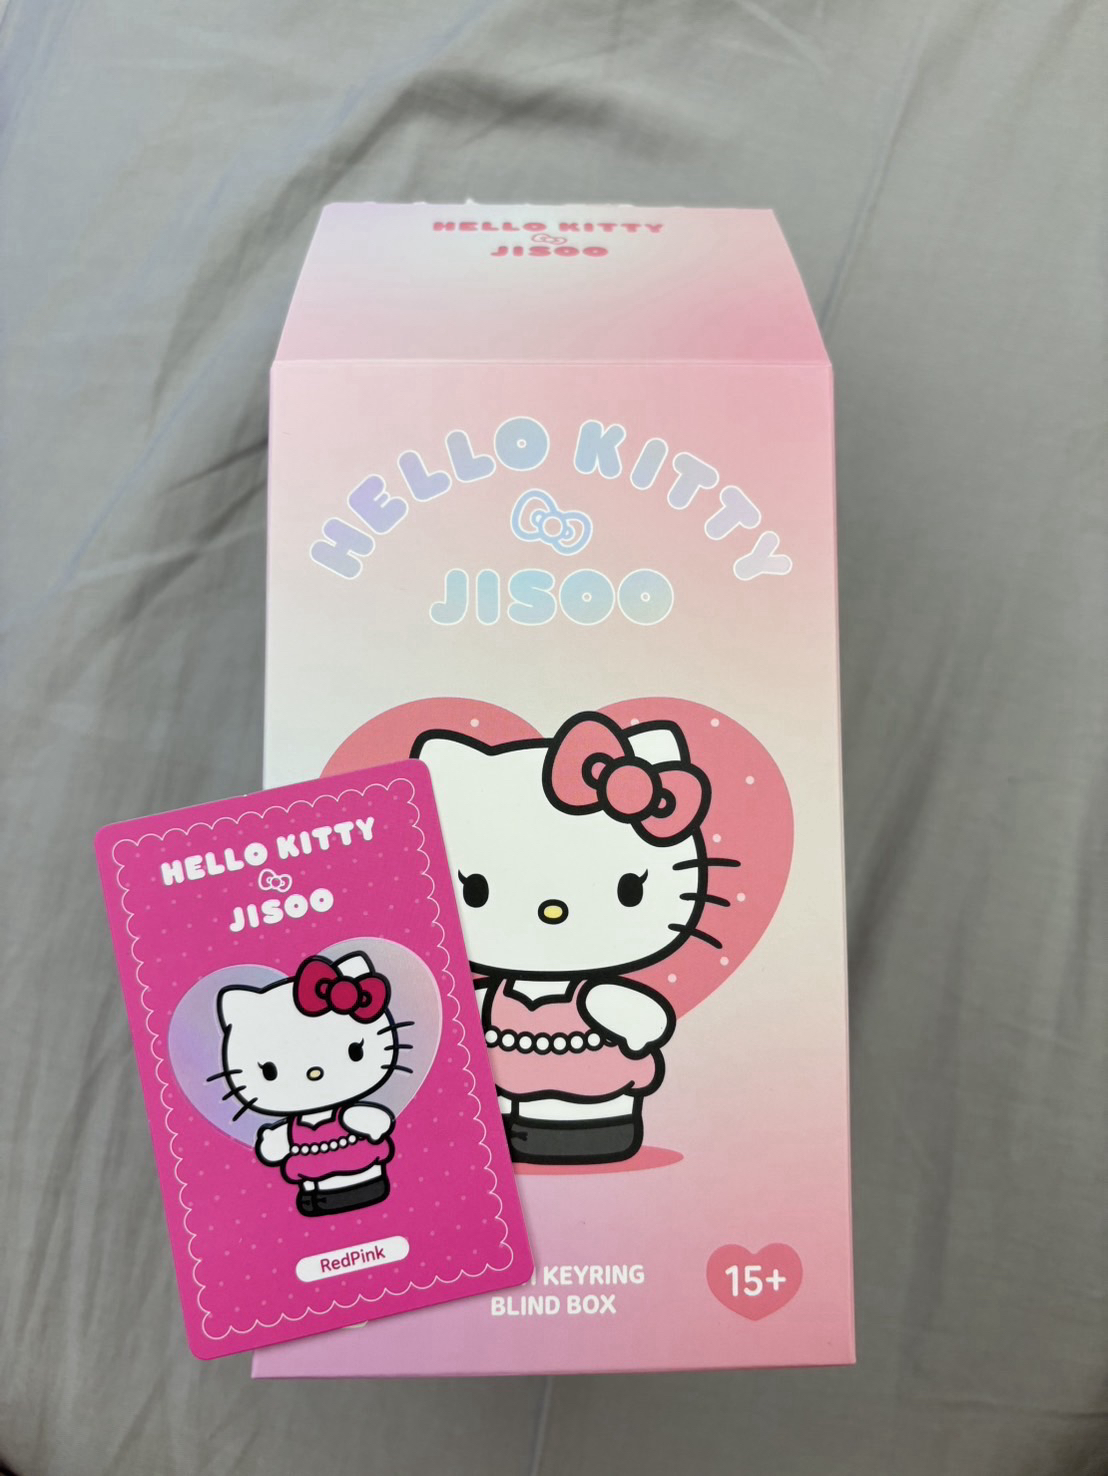 HELLO KITTY
JISOO
HELLO KITTY
JISOO
HELLO KITTY
JISOO
RedPink
KEYRING
BLIND BOX
15+